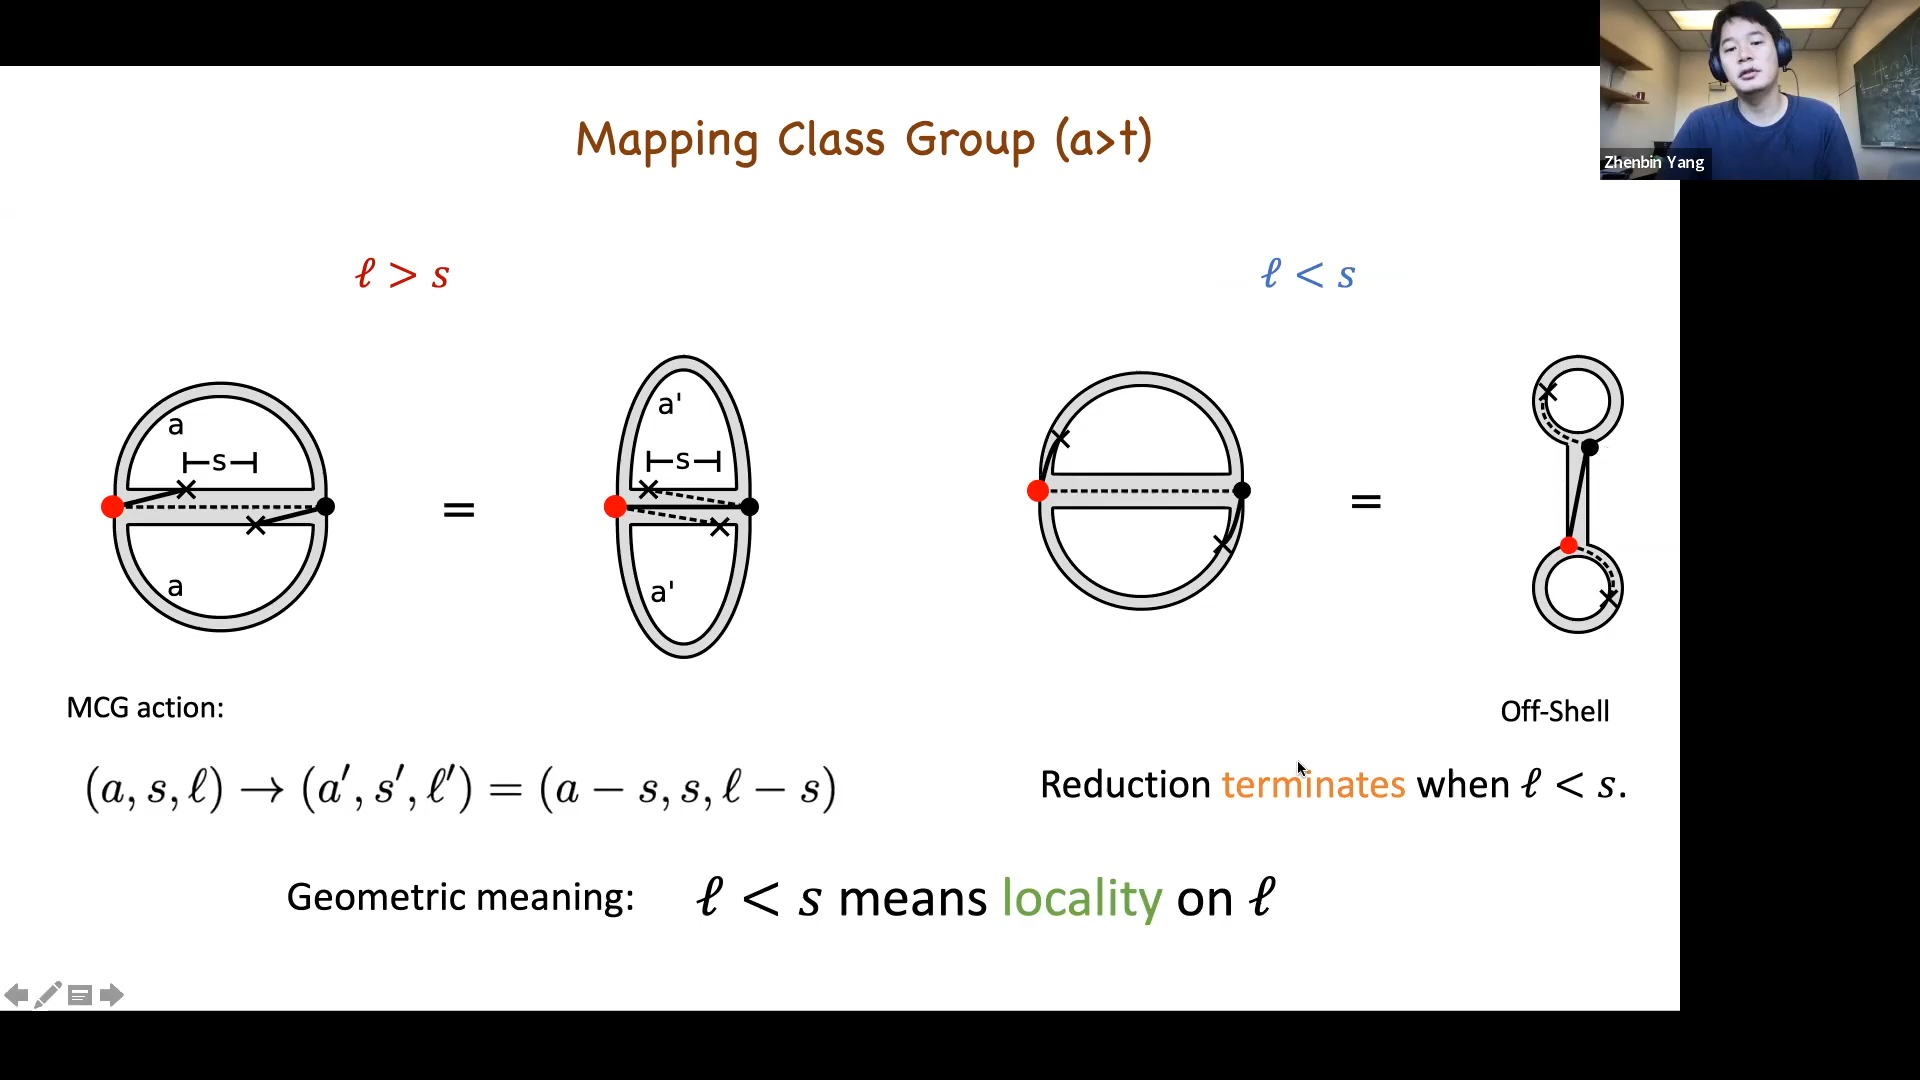 Zhenbin Yang
Mapping Class Group (a>t)
ℓ > s
ℓ < s
a
s
a
=
a'
s
a'
=
MCG action:
Off-Shell
(a, s, ℓ) → (a′, s′, ℓ′) = (a − s, s, ℓ − s)
Reduction terminates when ℓ < s.
Geometric meaning: ℓ < s means locality on ℓ